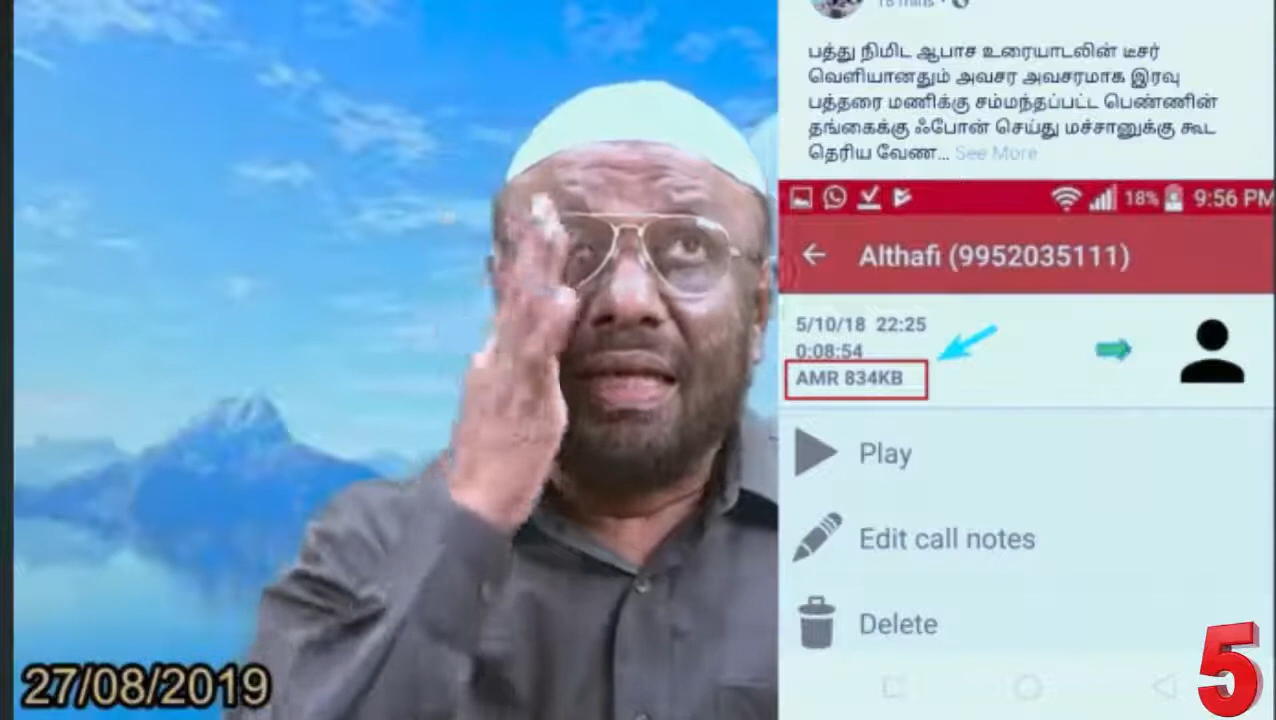 பத்து நிமிட ஆபாச உரையாடலின் டீசர்
வெளியானதும் அவசர அவசரமாக இரவு
பத்தரை மணிக்கு சம்மந்தப்பட்ட பெண்ணின்
தங்கைக்கு ஃபோன் செய்து மச்சானுக்கு கூட
தெரிய வேண... See More
18% 9:56 PM
Althafi (9952035111)
5/10/18 22:25
0:08:54
AMR 834KB
Play
Edit call notes
Delete
27/08/2019
5